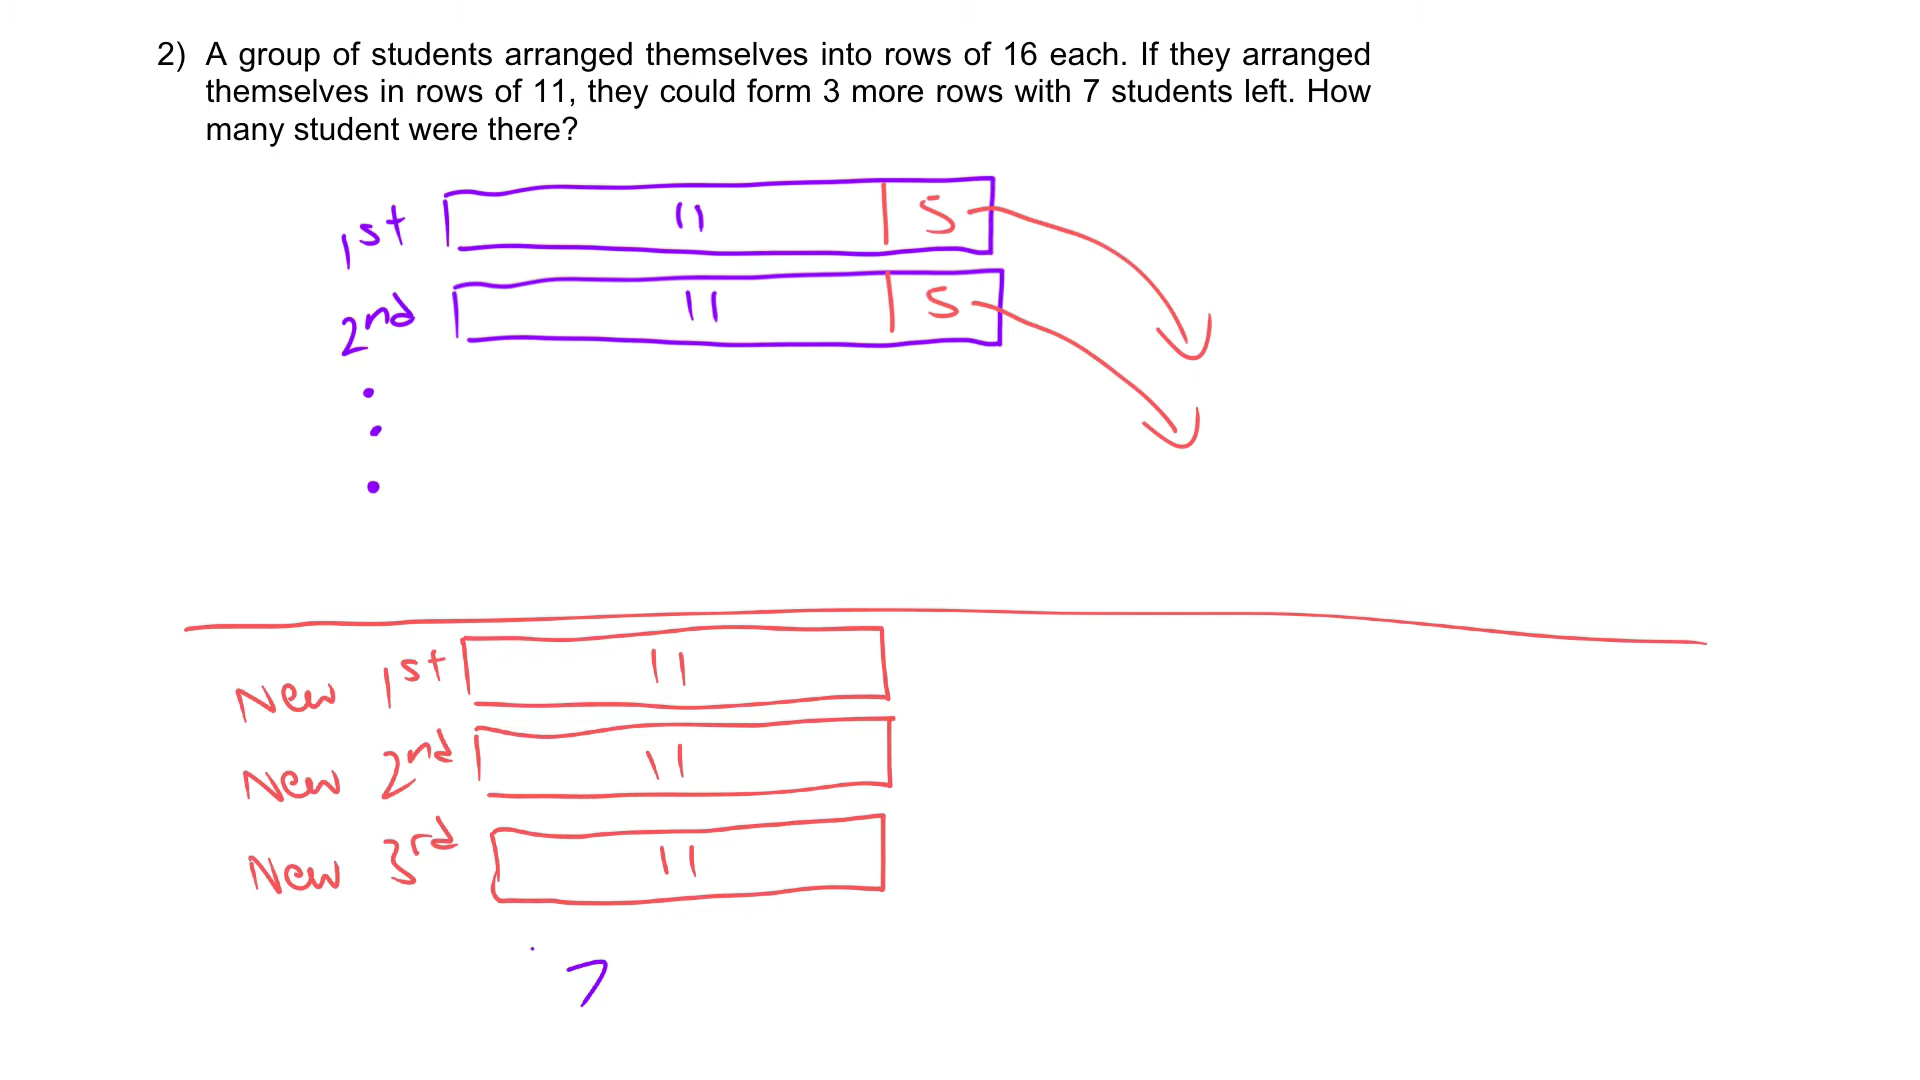 2) A group of students arranged themselves into rows of 16 each. If they arranged
themselves in rows of 11, they could form 3 more rows with 7 students left. How
many student were there?
1st 11 5
2nd 11 5
New 1st 11
New 2nd 11
New 3rd 11
7